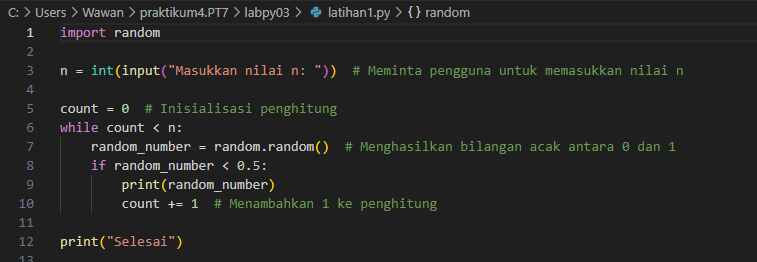 C: > Users > Wawan > praktikum4.PT7 > labpy03 > latihan1.py > {} random
1 import random
2
3 n = int(input("Masukkan nilai n: "))  # Meminta pengguna untuk memasukkan nilai n
4
5 count = 0  # Inisialisasi penghitung
6 while count < n:
7     random_number = random.random()  # Menghasilkan bilangan acak antara 0 dan 1
8     if random_number < 0.5:
9         print(random_number)
10         count += 1  # Menambahkan 1 ke penghitung
11
12 print("Selesai")
13